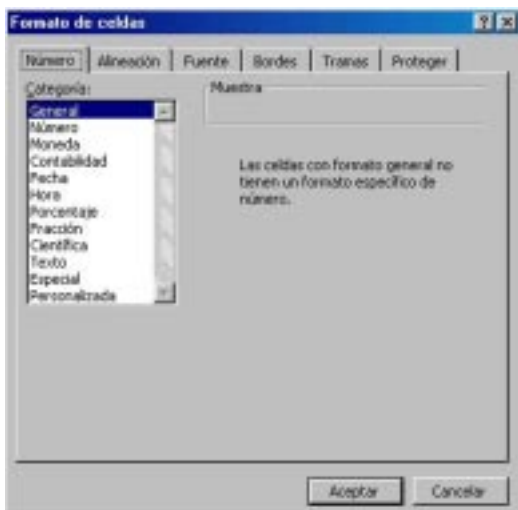 Formato de celdas
Número Alineación Fuente Bordes Tramas Proteger
Categoría: Muestra
General
Número
Moneda
Contabilidad
Fecha
Hora
Porcentaje
Fracción
Científica
Texto
Especial
Personalizada
Las celdas con formato general no
tienen un formato específico de
número.
Aceptar Cancelar